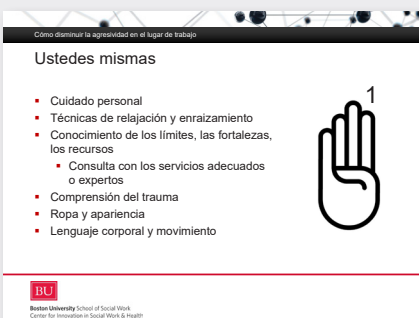 Cómo disminuir la agresividad en el lugar de trabajo
Ustedes mismas
Cuidado personal
Técnicas de relajación y enraizamiento
Conocimiento de los límites, las fortalezas,
los recursos
Consulta con los servicios adecuados
o expertos
Comprensión del trauma
Ropa y apariencia
Lenguaje corporal y movimiento
1
BU
Boston University School of Social Work
Center for Innovation in Social Work & Health